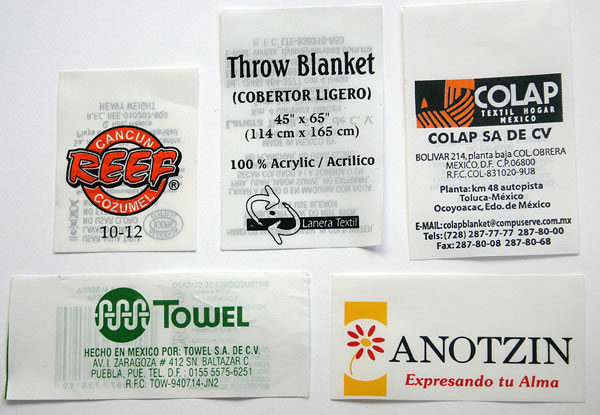 CANCUN
REEF®
COZUMEL
10-12
Throw Blanket
(COBERTOR LIGERO)
45" x 65"
(114 cm x 165 cm)
100 % Acrylic / Acrilico
Lanera Textil
COLAP
TEXTIL HOGAR
MEXICO
COLAP SA DE CV
BOLIVAR 214, planta baja COL. OBRERA
MEXICO, D.F. C.P. 06800
R.F.C. COL-831020-9U8
Planta: km 48 autopista
Toluca-México
Ocoyoacac, Edo. de México
E-MAIL: colapblanket@compuserve.com.mx
Tels: (728) 287-77-77 287-80-00
Fax: 287-80-08 287-80-68
TOWEL
HECHO EN MEXICO POR: TOWEL S.A. DE C.V.
AV. I. ZARAGOZA # 412 SN. BALTAZAR C.
PUEBLA, PUE. TEL. D.F.: 0155 5575-6251
R.F.C. TOW-940714-JN2
ANOTZIN
Expresando tu Alma